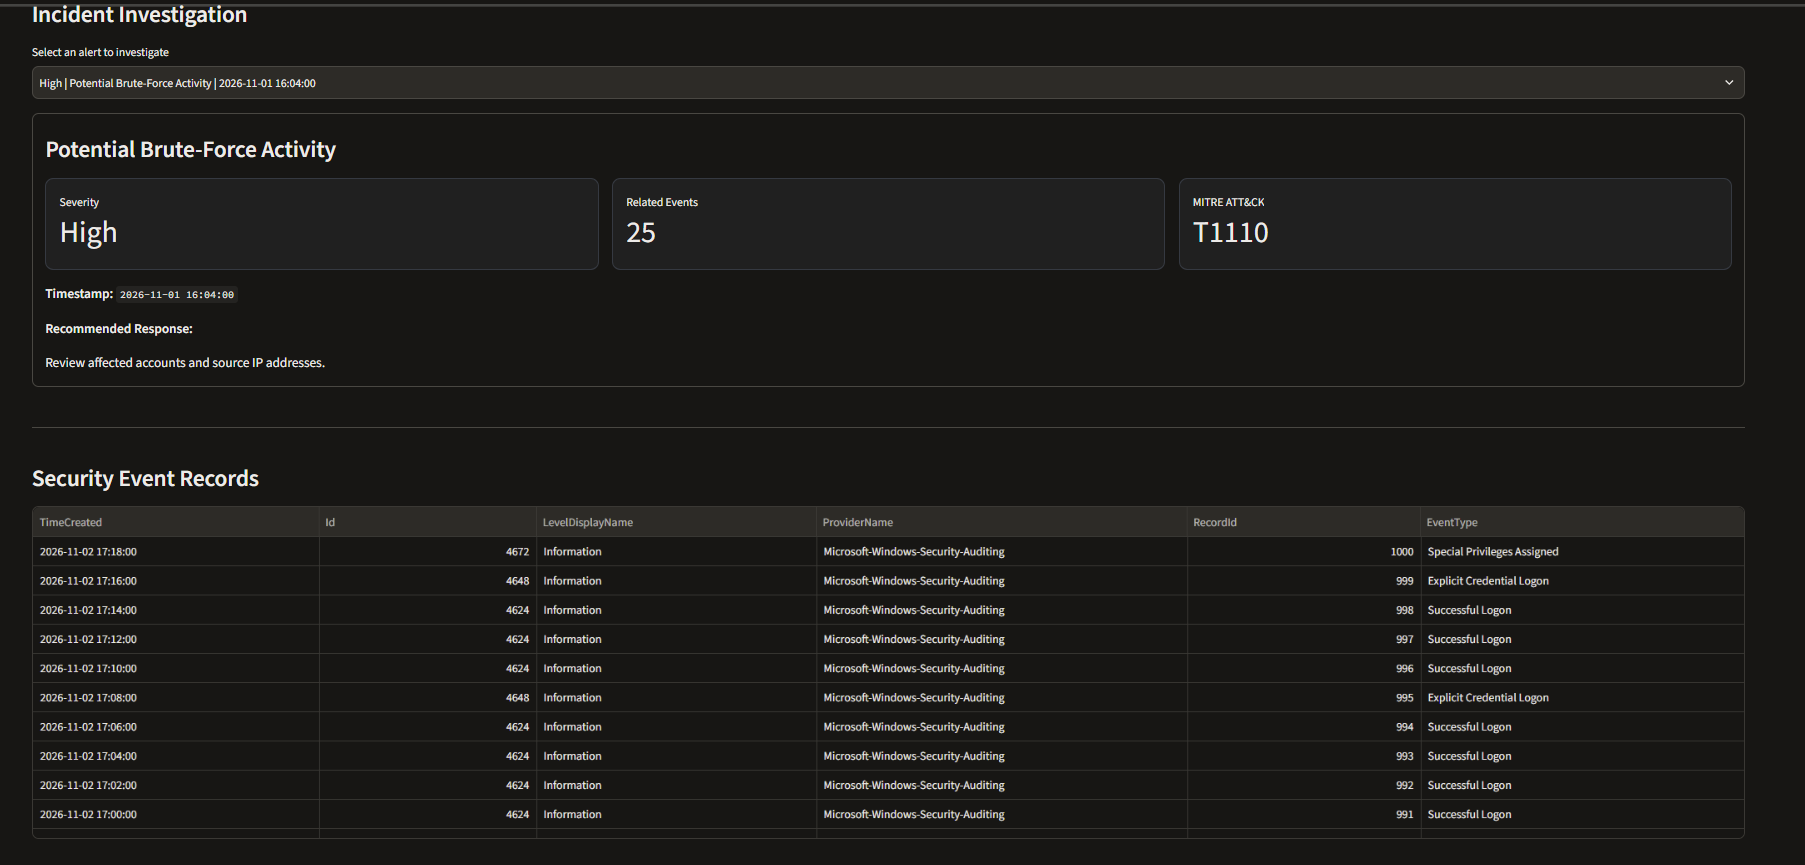 Incident Investigation
Select an alert to investigate
High | Potential Brute-Force Activity | 2026-11-01 16:04:00
Potential Brute-Force Activity
Severity Related Events MITRE ATT&CK
High 25 T1110
Timestamp: 2026-11-01 16:04:00
Recommended Response:
Review affected accounts and source IP addresses.
Security Event Records
TimeCreated Id LevelDisplayName ProviderName RecordId EventType
2026-11-02 17:18:00 4672 Information Microsoft-Windows-Security-Auditing 1000 Special Privileges Assigned
2026-11-02 17:16:00 4648 Information Microsoft-Windows-Security-Auditing 999 Explicit Credential Logon
2026-11-02 17:14:00 4624 Information Microsoft-Windows-Security-Auditing 998 Successful Logon
2026-11-02 17:12:00 4624 Information Microsoft-Windows-Security-Auditing 997 Successful Logon
2026-11-02 17:10:00 4624 Information Microsoft-Windows-Security-Auditing 996 Successful Logon
2026-11-02 17:08:00 4648 Information Microsoft-Windows-Security-Auditing 995 Explicit Credential Logon
2026-11-02 17:06:00 4624 Information Microsoft-Windows-Security-Auditing 994 Successful Logon
2026-11-02 17:04:00 4624 Information Microsoft-Windows-Security-Auditing 993 Successful Logon
2026-11-02 17:02:00 4624 Information Microsoft-Windows-Security-Auditing 992 Successful Logon
2026-11-02 17:00:00 4624 Information Microsoft-Windows-Security-Auditing 991 Successful Logon